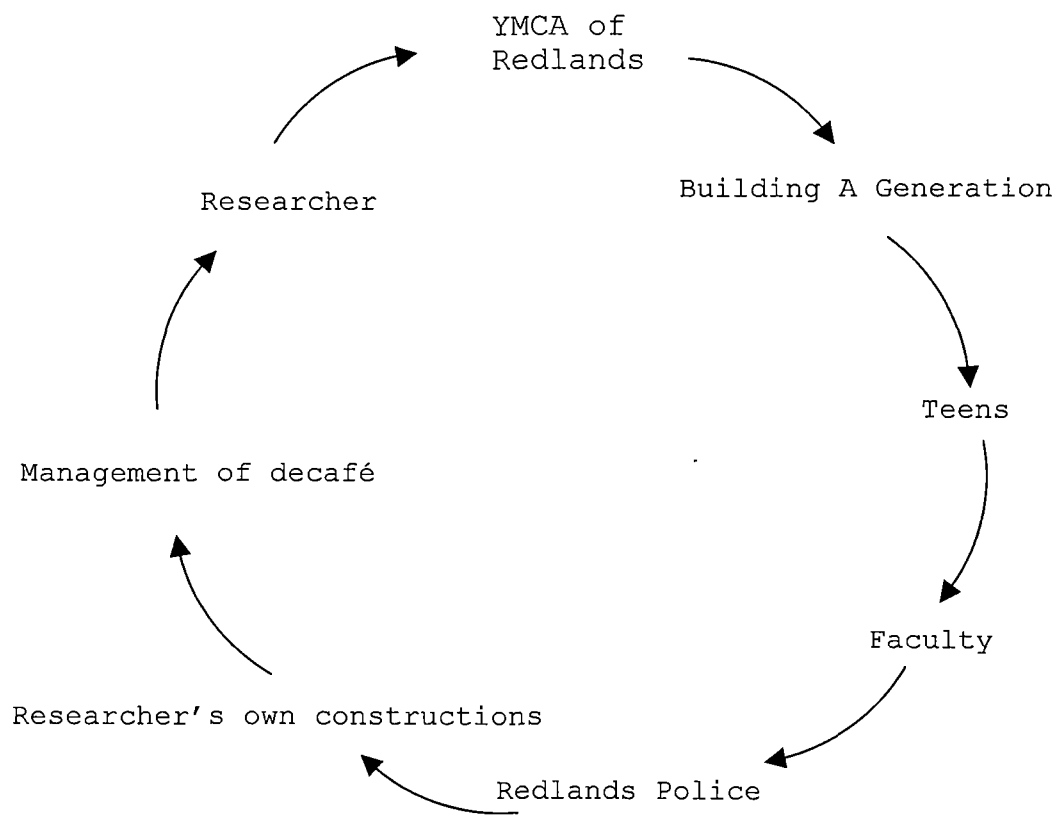 YMCA of
Redlands
Building A Generation
Researcher
Teens
Management of decafé
Faculty
Researcher's own constructions
Redlands Police